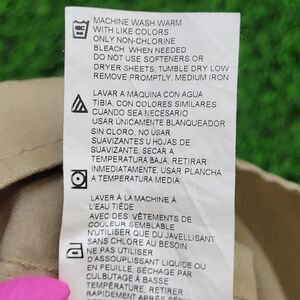 MACHINE WASH WARM
WITH LIKE COLORS
ONLY NON-CHLORINE
BLEACH WHEN NEEDED
DO NOT USE SOFTENERS OR
DRYER SHEETS, TUMBLE DRY LOW
REMOVE PROMPTLY, MEDIUM IRON
LAVAR A MÁQUINA CON AGUA
TIBIA, CON COLORES SIMILARES
CUANDO SEA NECESARIO
USAR ÚNICAMENTE BLANQUEADOR
SIN CLORO, NO USAR
SUAVIZANTES U HOJAS DE
SUAVIZANTE, SECAR A
TEMPERATURA BAJA, RETIRAR
INMEDIATAMENTE, USAR PLANCHA
A TEMPERATURA MEDIA
LAVER À LA MACHINE À
L'EAU TIÈDE
AVEC DES VÊTEMENTS DE
COULEUR SEMBLABLE
N'UTILISER QUE DU JAVELLISANT
SANS CHLORE AU BESOIN
NE PAS UTILISER
D'ASSOUPLISSANT LIQUIDE OU
EN FEUILLE, SÉCHAGE PAR
CULBUTAGE À BASSE
TEMPÉRATURE, RETIRER
RAPIDEMENT APRÈS